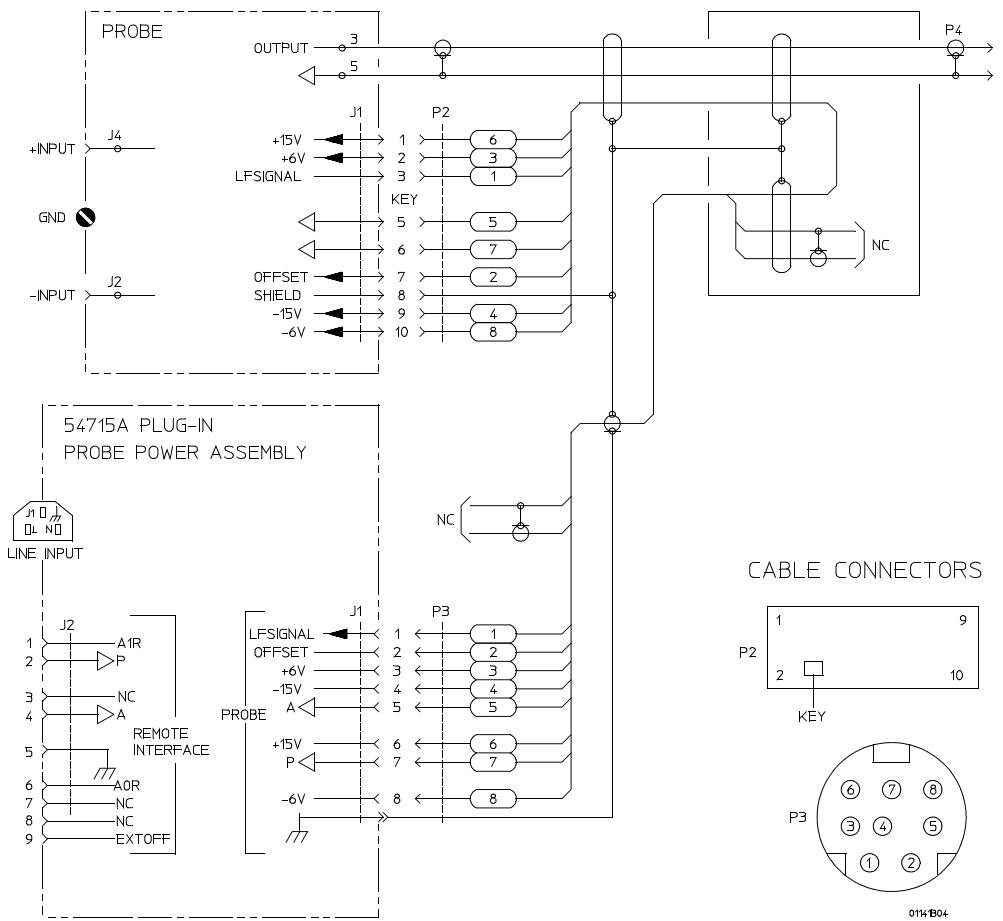 PROBE
OUTPUT 3
5
P4
J1 P2
+INPUT J4
+15V 1 6
+6V 2 3
LFSIGNAL 3 1
KEY
GND
5 5
6 7
NC
OFFSET 7 2
-INPUT J2
SHIELD 8
-15V 9 4
-6V 10 8
54715A PLUG-IN
PROBE POWER ASSEMBLY
J1
L N
LINE INPUT
NC
CABLE CONNECTORS
J2
1 A1R
2 P
3 NC
4 A
REMOTE
INTERFACE
5
6 A0R
7 NC
8 NC
9 EXTOFF
PROBE
J1 P3
LFSIGNAL 1 1
OFFSET 2 2
+6V 3 3
-15V 4 4
A 5 5
+15V 6 6
P 7 7
-6V 8 8
P2
1 9
2 10
KEY
P3
6 7 8
3 4 5
1 2
01141B04